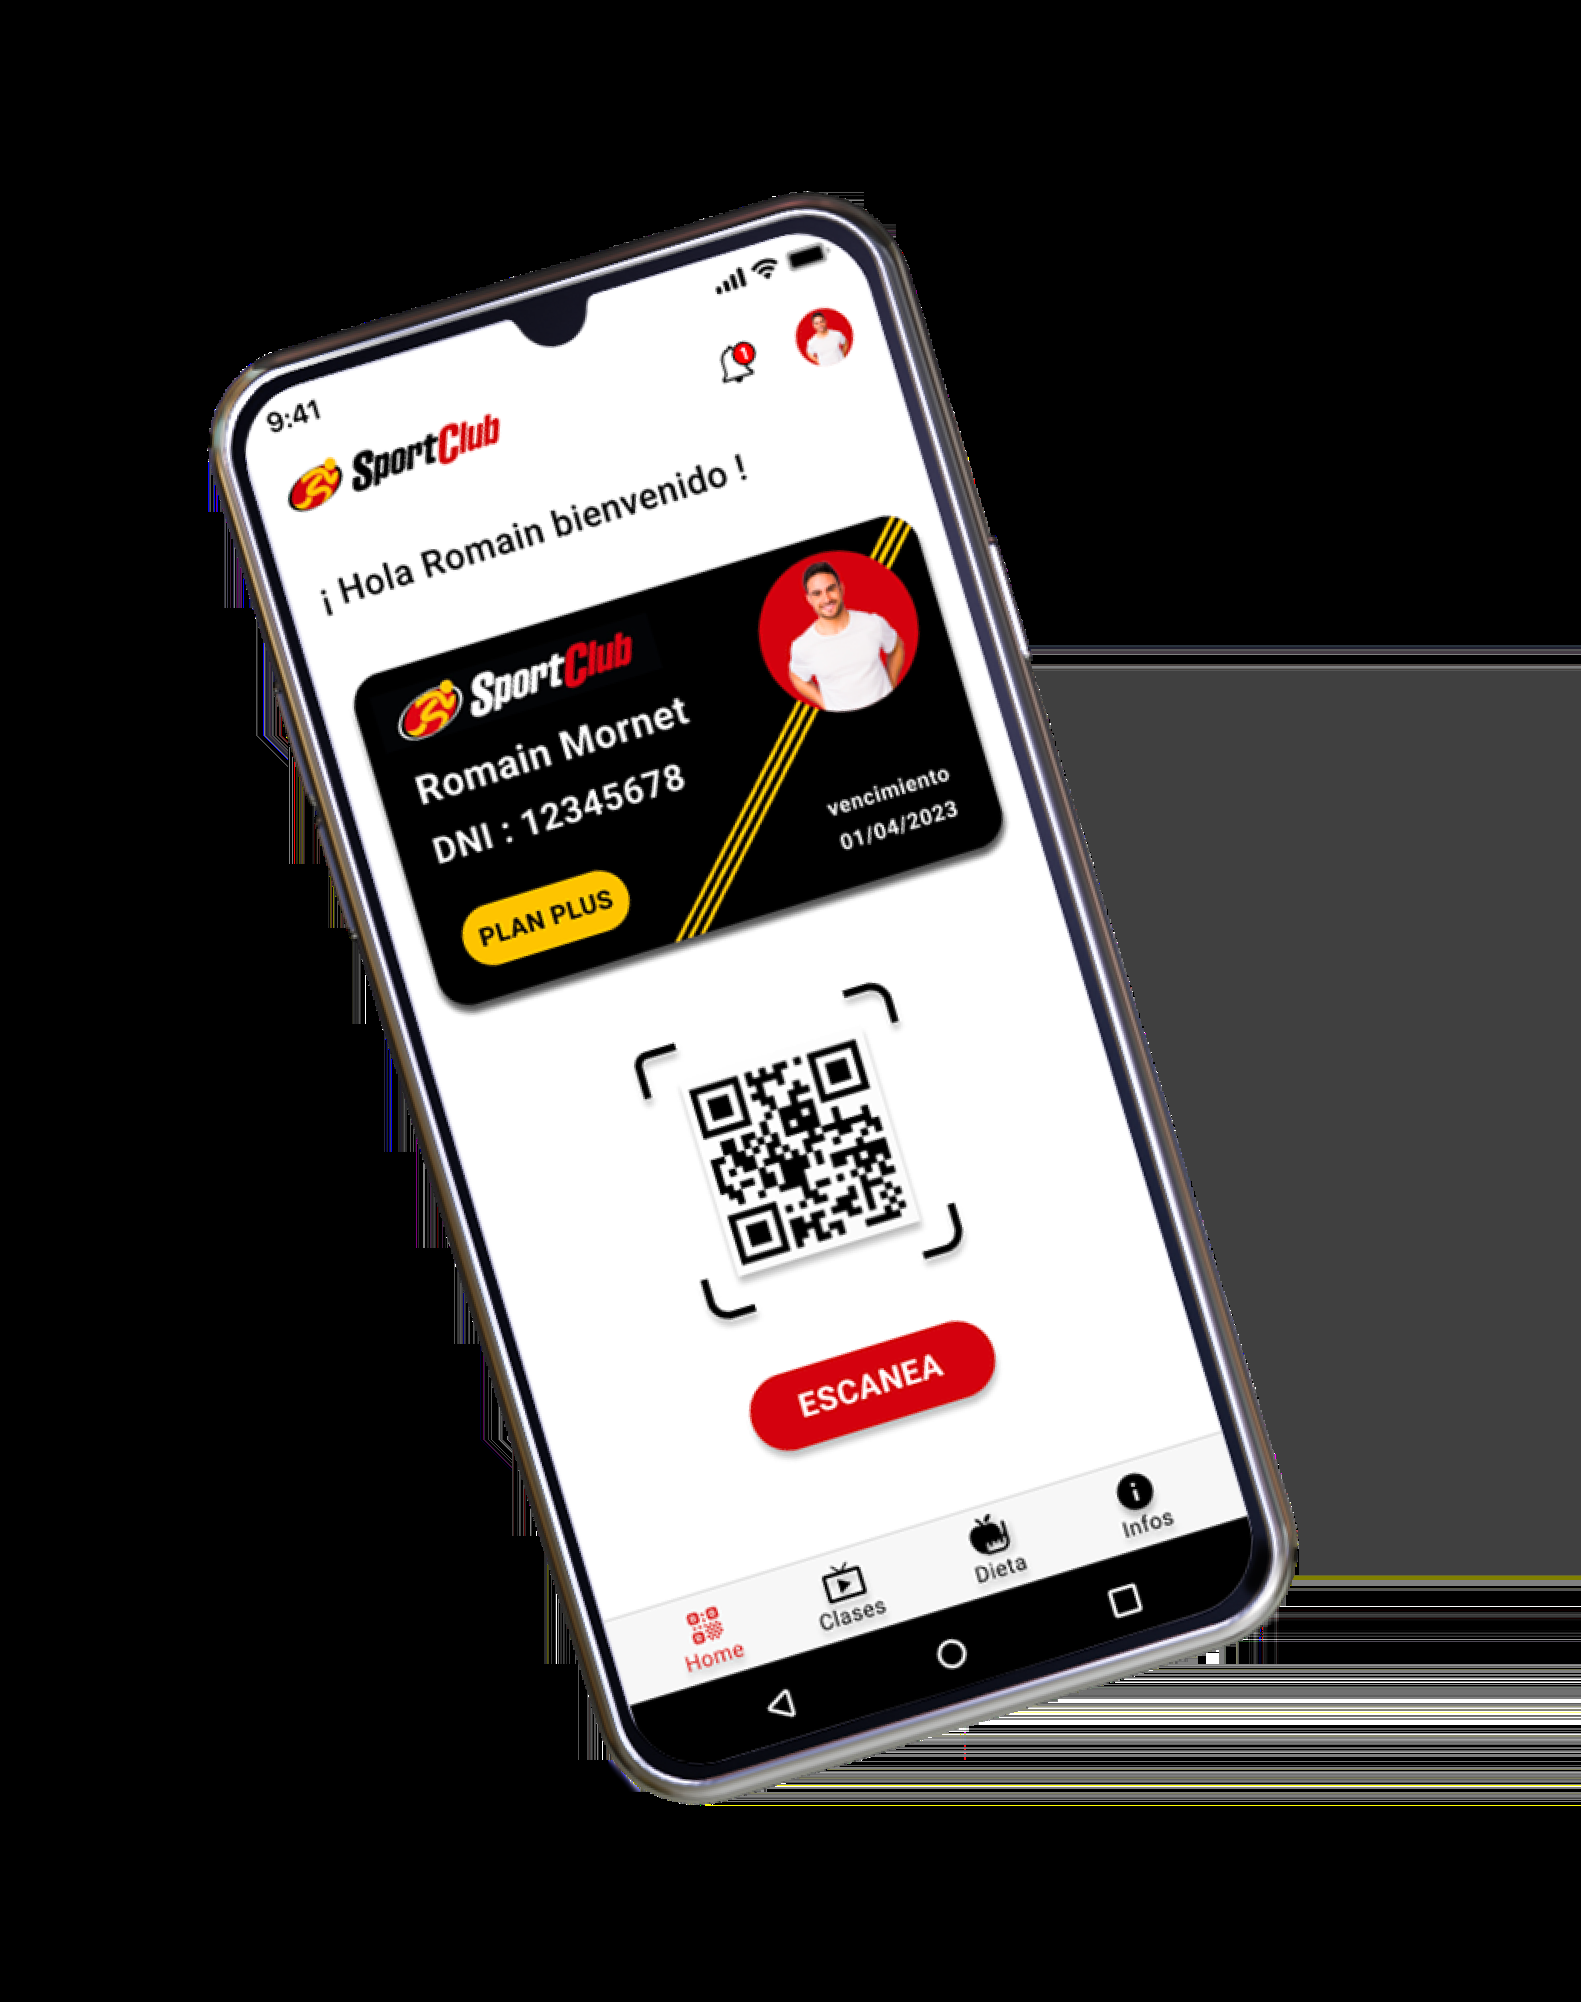 9:41
1
SportClub
¡ Hola Romain bienvenido !
SportClub
Romain Mornet
DNI : 12345678
vencimiento
01/04/2023
PLAN PLUS
ESCANEA
Home
Clases
Dieta
Infos